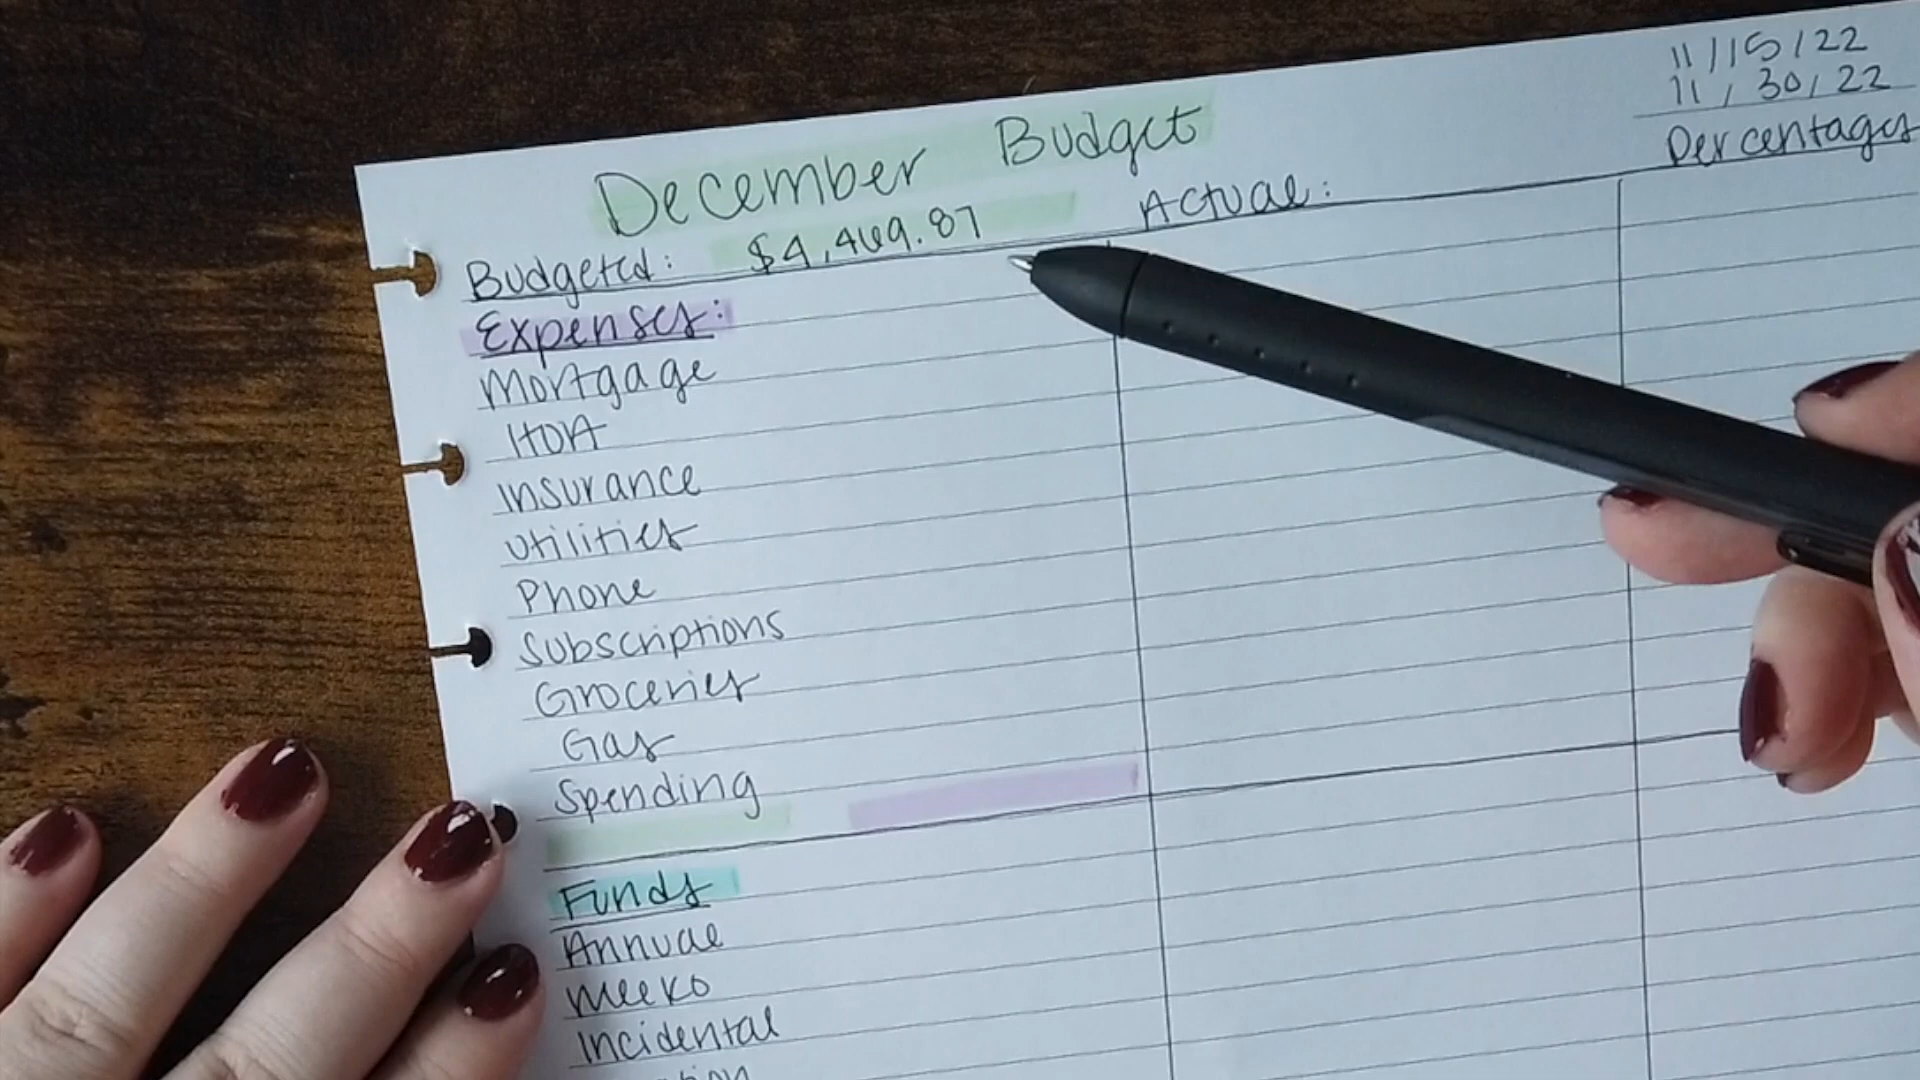 11/15/22
11/30/22
Percentages
December Budget
Budgeted: $4,469.87 Actual:
Expenses:
Mortgage
HOA
Insurance
Utilities
Phone
Subscriptions
Groceries
Gas
Spending
Funds
Annual
Meeko
Incidental